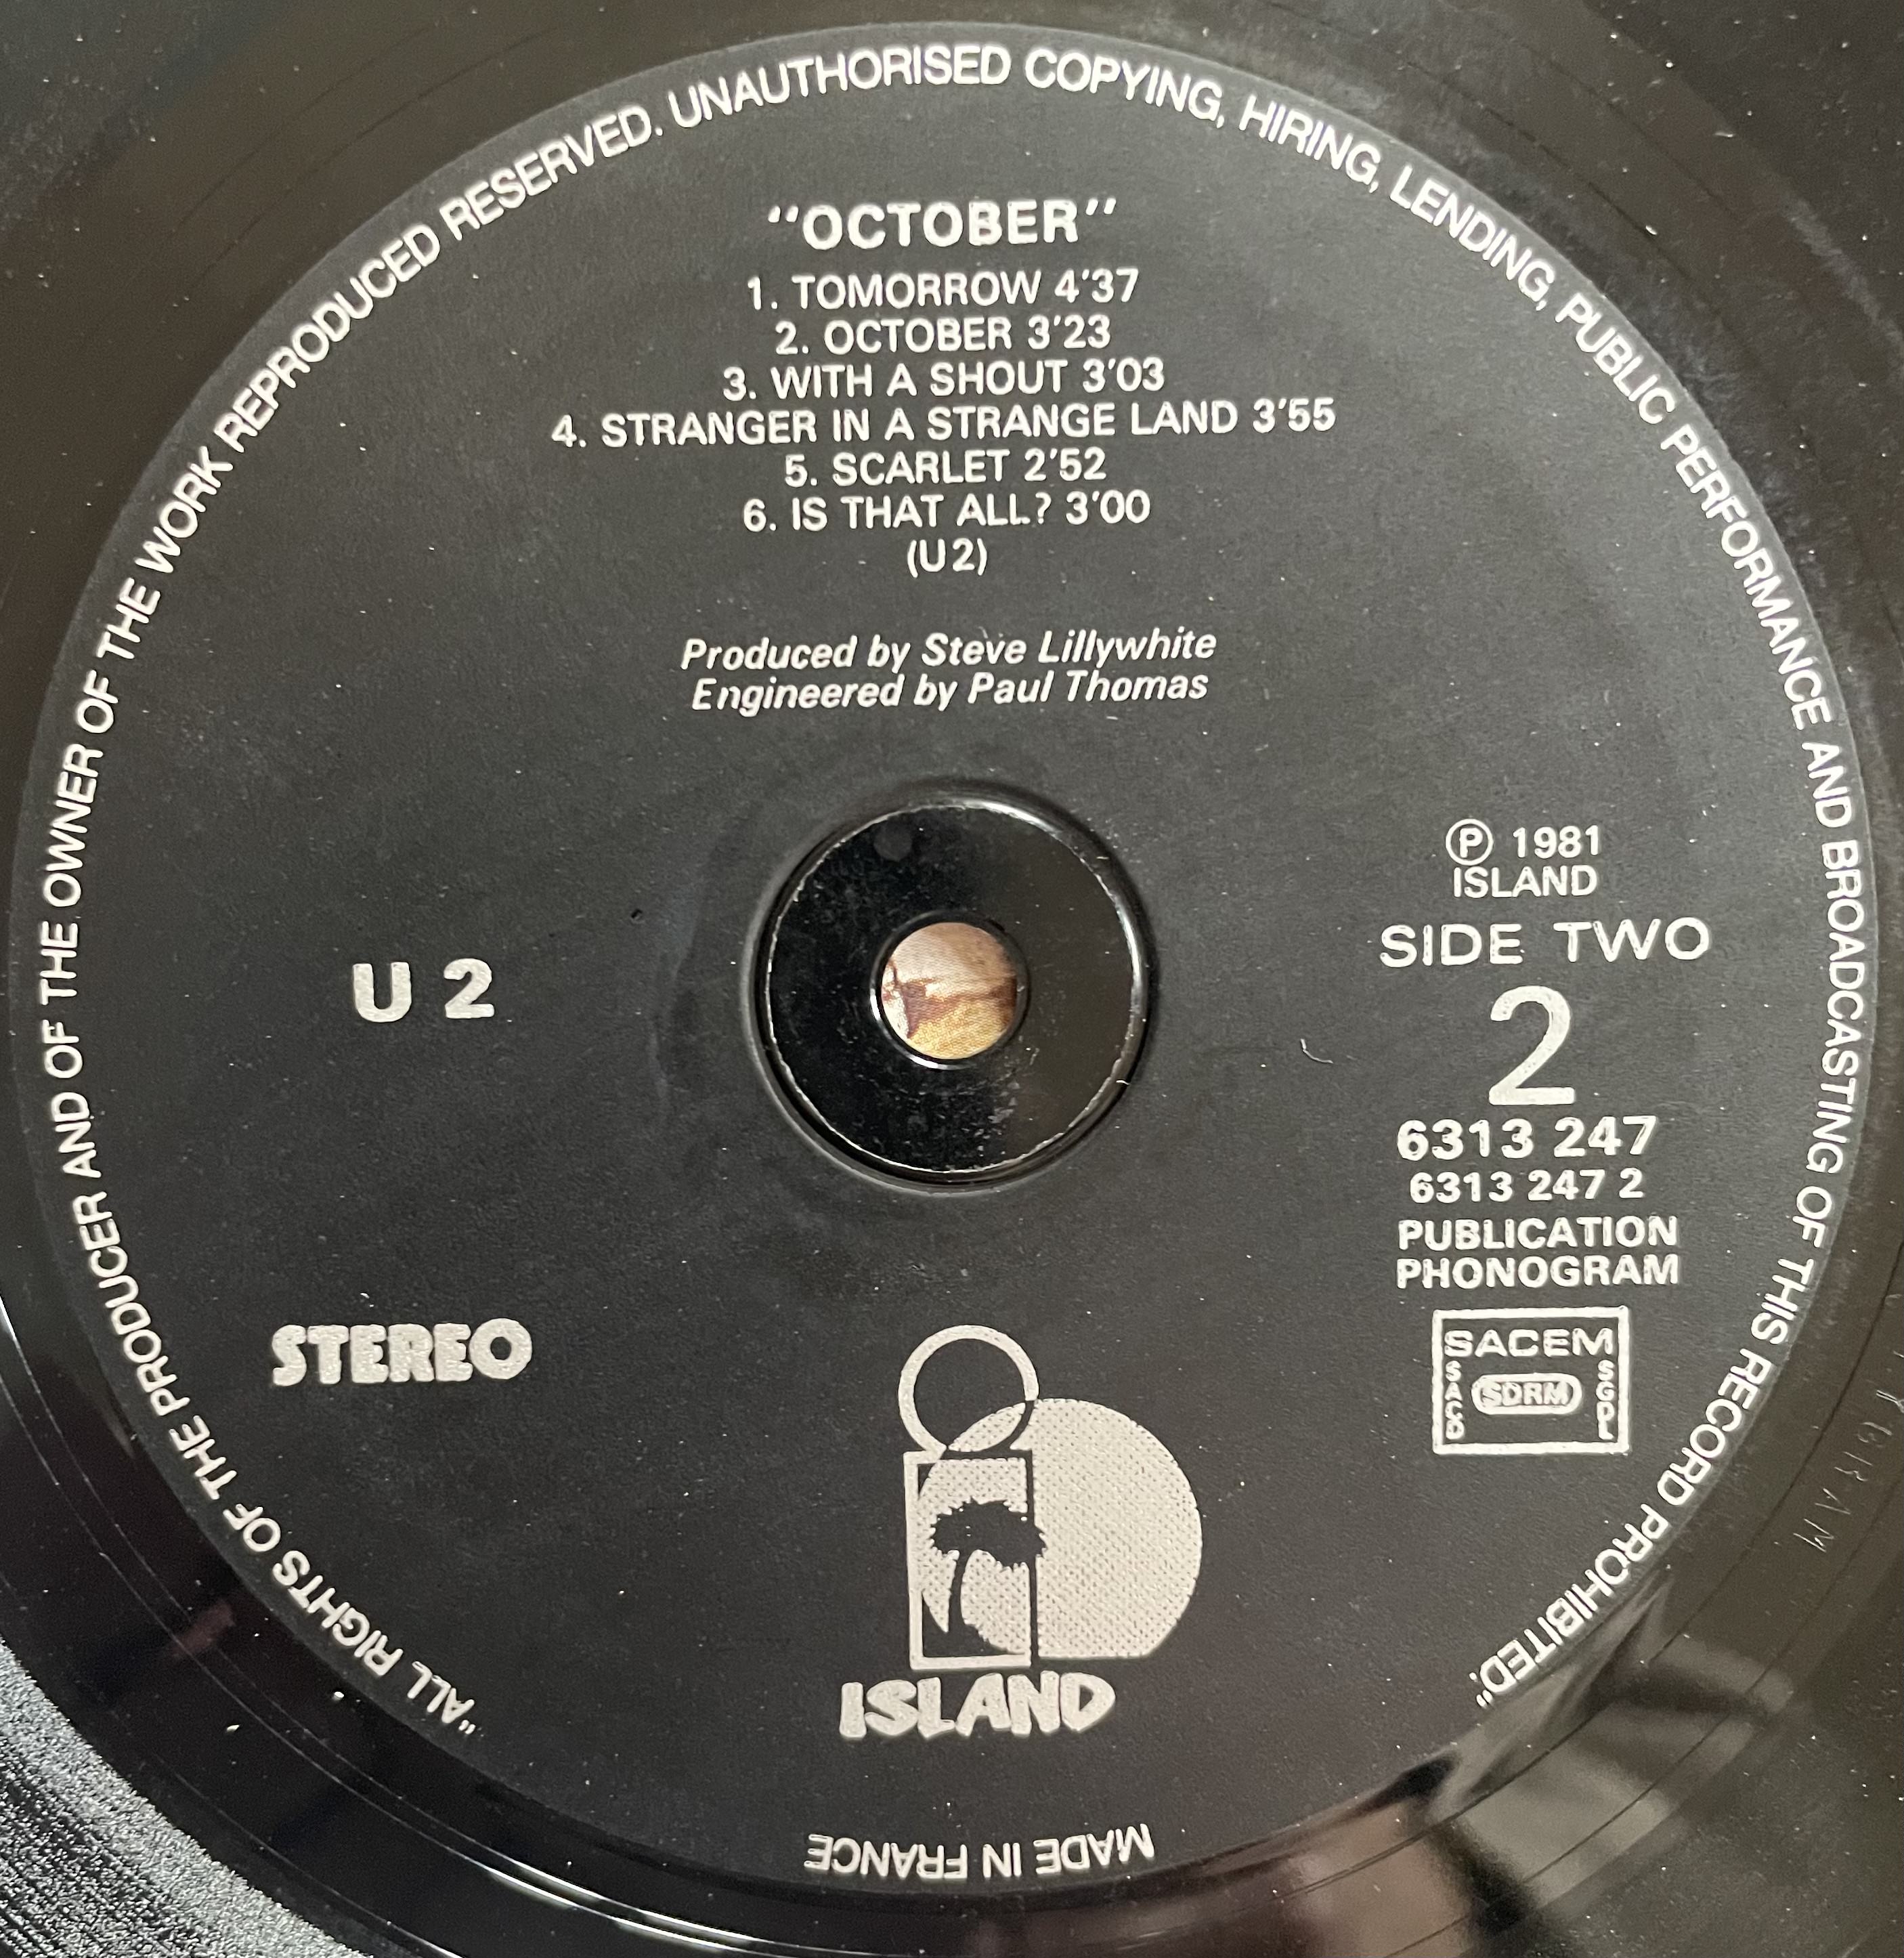 "ALL RIGHTS OF THE PRODUCER AND OF THE OWNER OF THE WORK REPRODUCED RESERVED. UNAUTHORISED COPYING, HIRING, LENDING, PUBLIC PERFORMANCE AND BROADCASTING OF THIS RECORD PROHIBITED."
"OCTOBER"
1. TOMORROW 4'37
2. OCTOBER 3'23
3. WITH A SHOUT 3'03
4. STRANGER IN A STRANGE LAND 3'55
5. SCARLET 2'52
6. IS THAT ALL? 3'00
(U2)
Produced by Steve Lillywhite
Engineered by Paul Thomas
U 2
STEREO
℗ 1981
ISLAND
SIDE TWO
2
6313 247
6313 247 2
PUBLICATION
PHONOGRAM
SACEM
SACD
SDRM
SGDL
ISLAND
MADE IN FRANCE